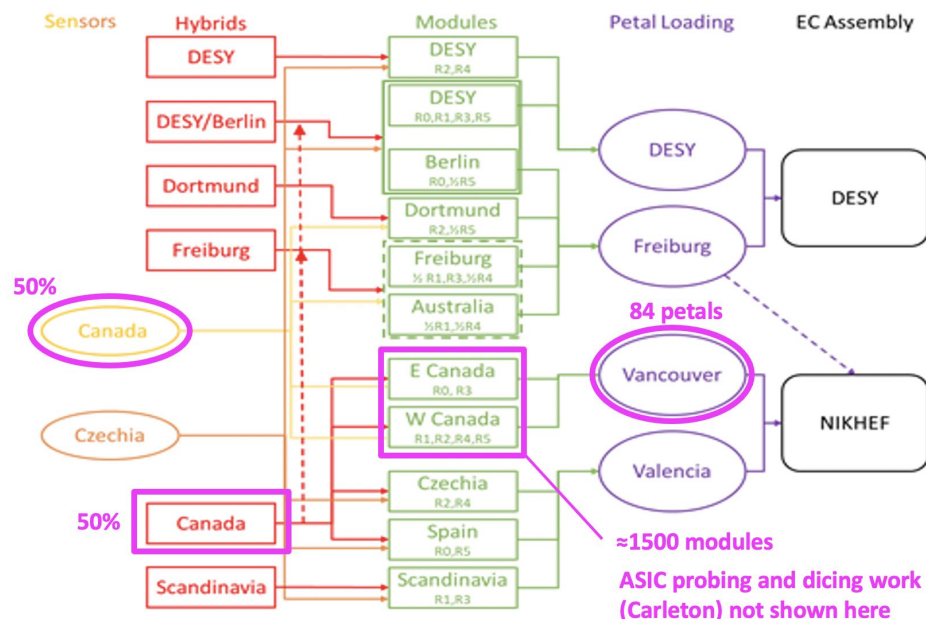 Sensors
Hybrids
Modules
Petal Loading
EC Assembly
DESY
DESY
R2,R4
DESY/Berlin
DESY
R0,R1,R3,R5
Berlin
R0,½R5
DESY
DESY
Dortmund
Dortmund
R2,½R5
Freiburg
Freiburg
½ R1,R3,½R4
Freiburg
50%
Canada
Australia
½R1,½R4
84 petals
E Canada
R0, R3
Vancouver
W Canada
R1,R2,R4,R5
NIKHEF
Czechia
Czechia
R2,R4
Valencia
50%
Canada
Spain
R0,R5
≈1500 modules
Scandinavia
Scandinavia
R1,R3
ASIC probing and dicing work
(Carleton) not shown here